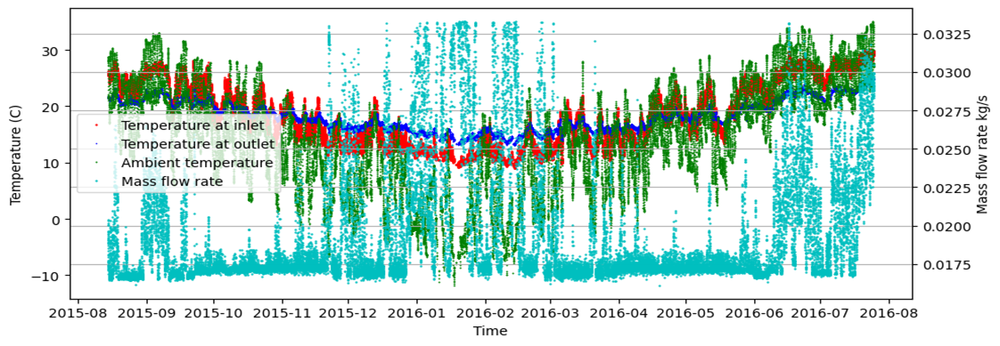 30
20
10
0
−10
Temperature (C)
Temperature at inlet
Temperature at outlet
Ambient temperature
Mass flow rate
0.0325
0.0300
0.0275
0.0250
0.0225
0.0200
0.0175
Mass flow rate kg/s
2015-08 2015-09 2015-10 2015-11 2015-12 2016-01 2016-02 2016-03 2016-04 2016-05 2016-06 2016-07 2016-08
Time